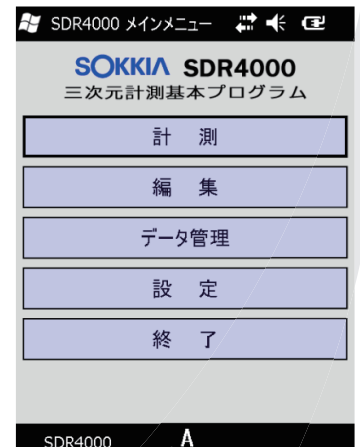 SDR4000 メインメニュー
SOKKIA SDR4000
三次元計測基本プログラム
計 測
編 集
データ管理
設 定
終 了
SDR4000 A